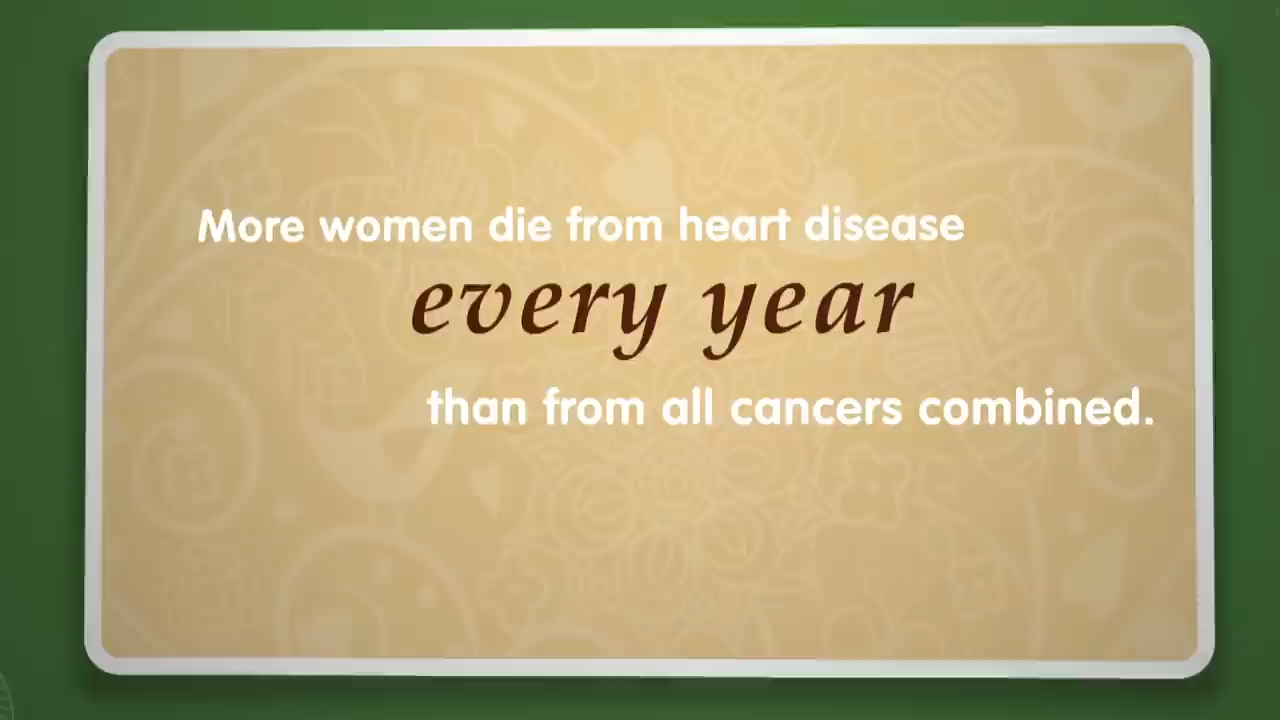 More women die from heart disease
every year
than from all cancers combined.